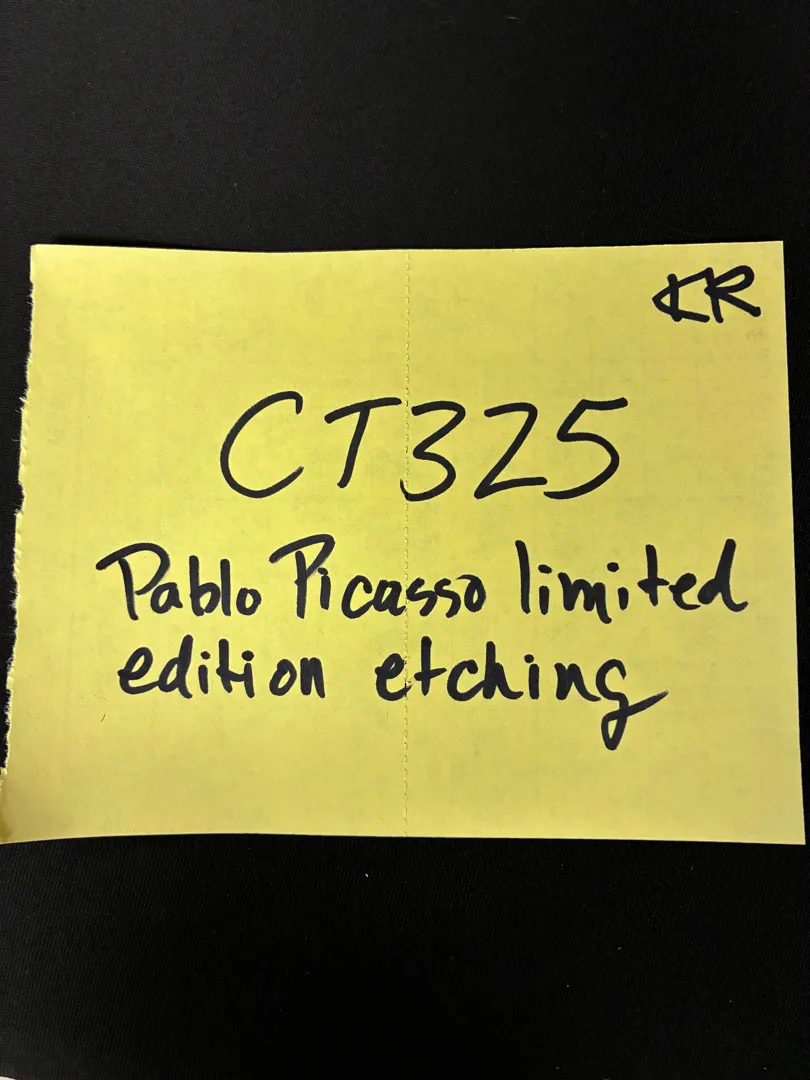 KR
CT325
Pablo Picasso limited
edition etching